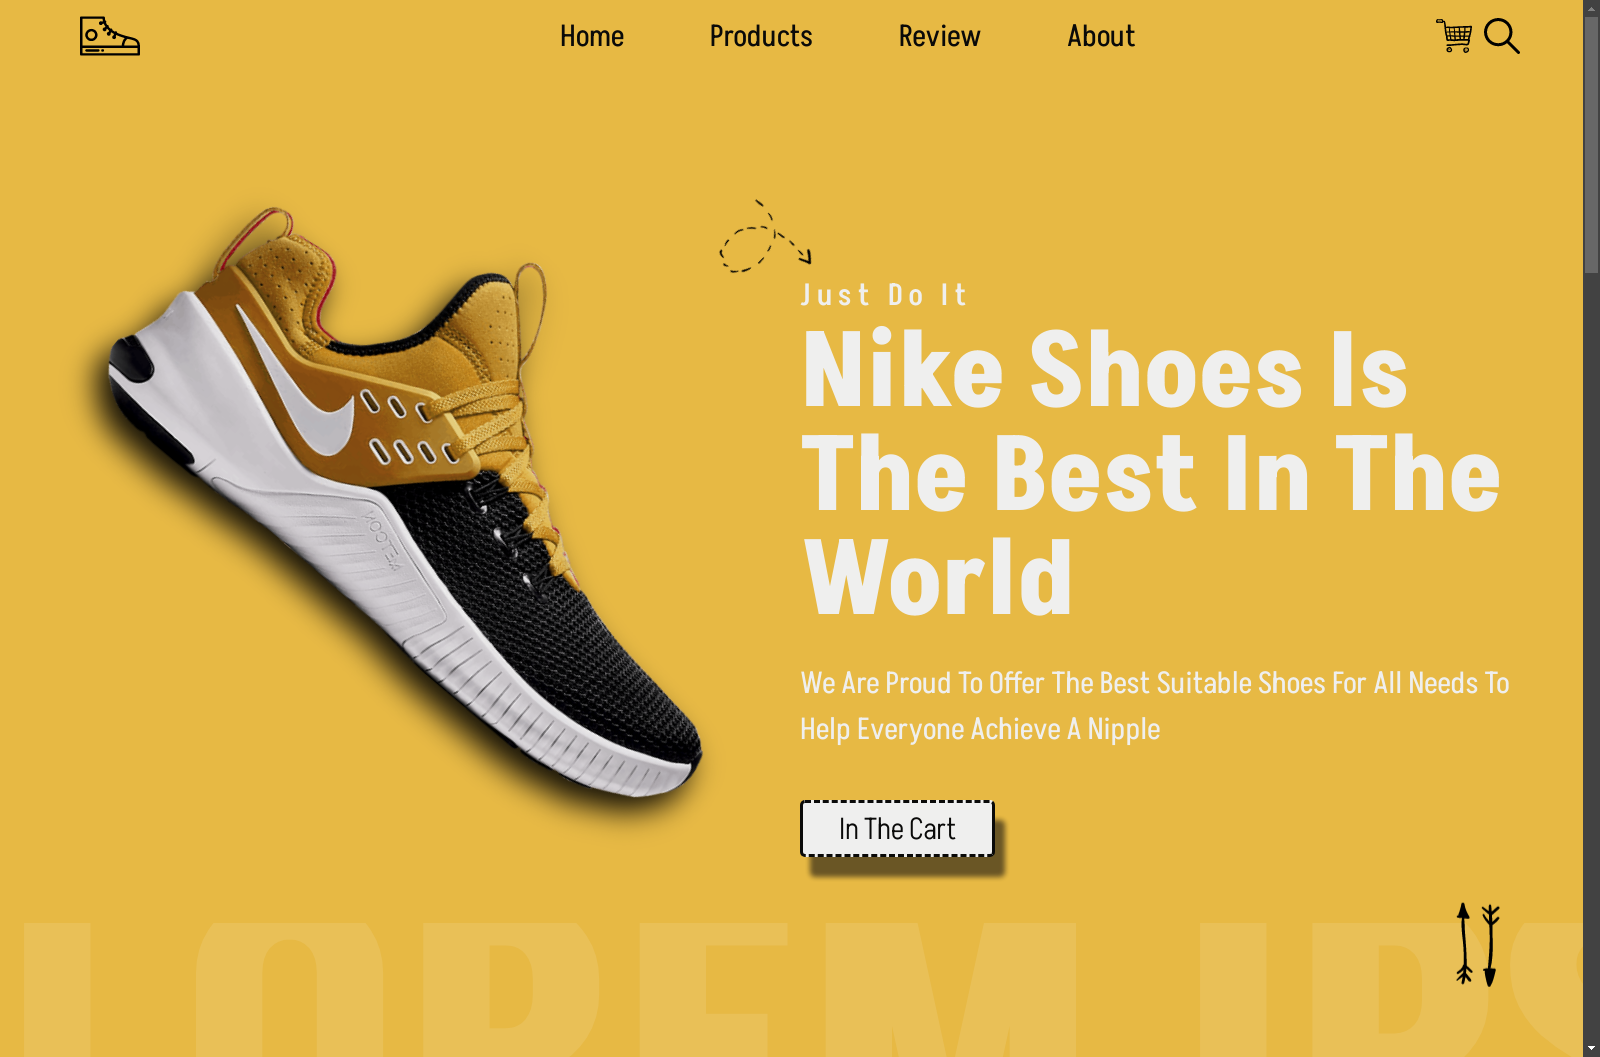 Home Products Review About
Just Do It
Nike Shoes Is
The Best In The
World
We Are Proud To Offer The Best Suitable Shoes For All Needs To
Help Everyone Achieve A Nipple
In The Cart
LOREM IPS